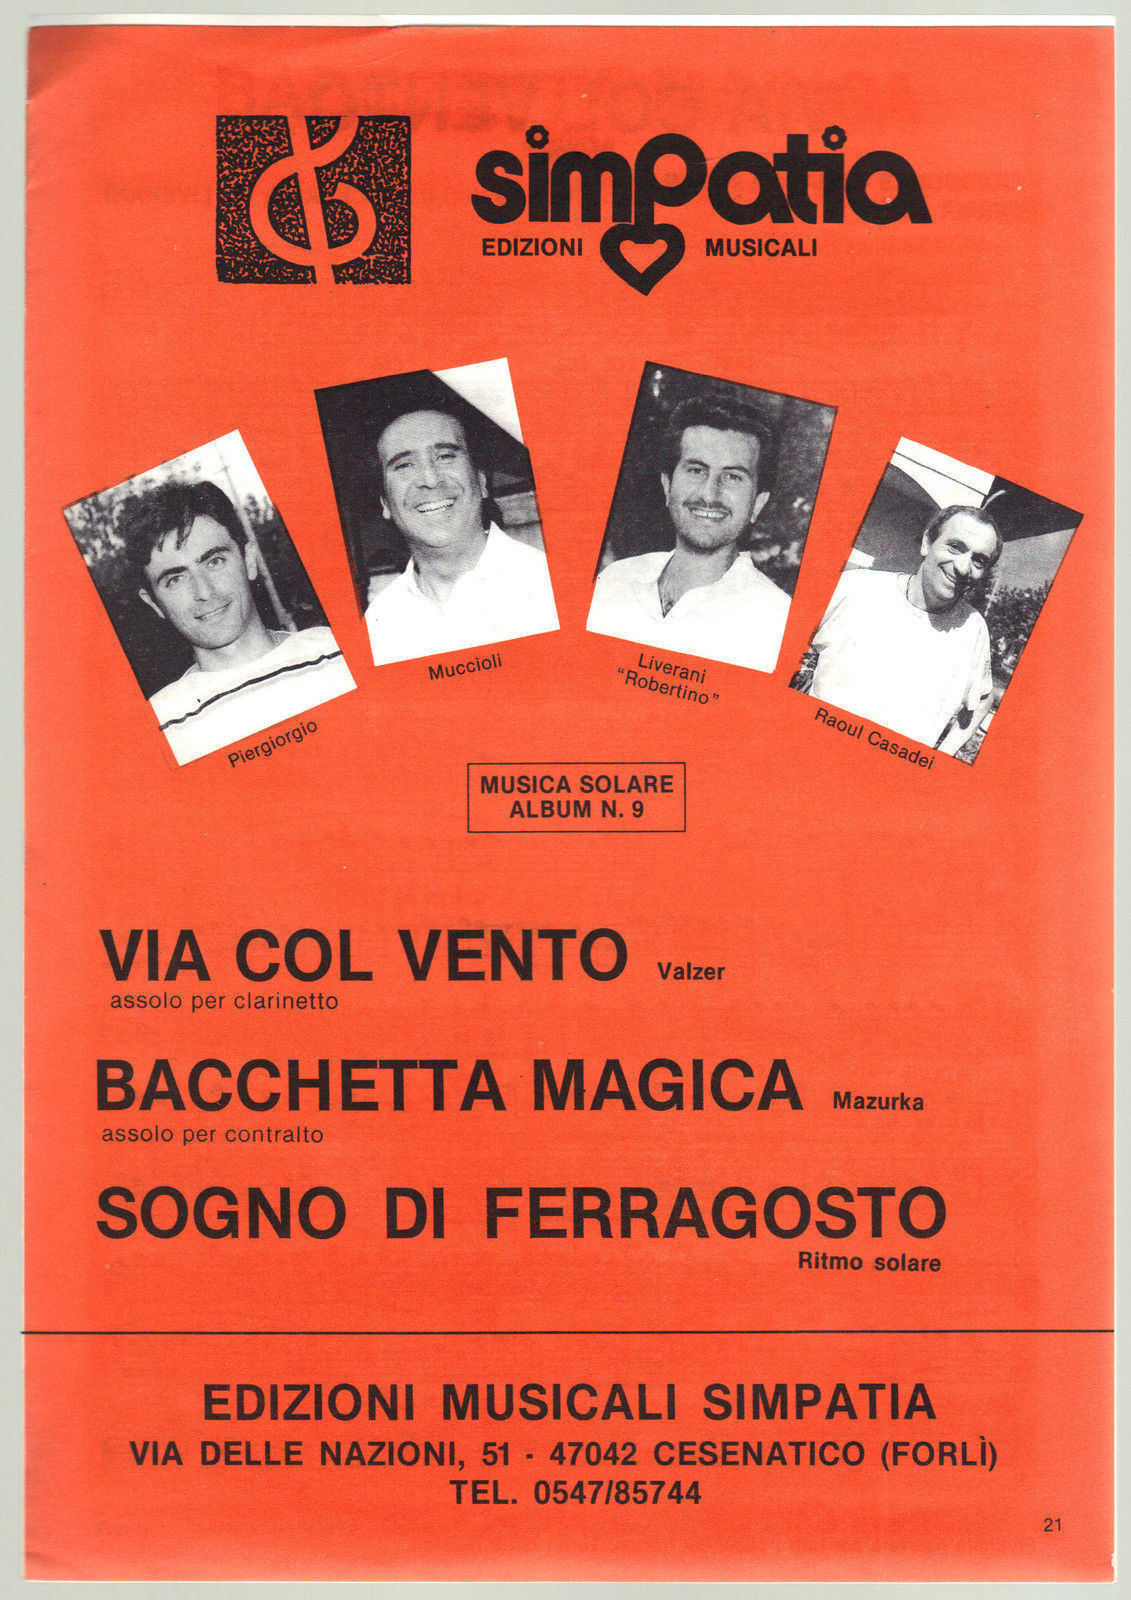 simpatia
EDIZIONI MUSICALI
Piergiorgio
Muccioli
Liverani
"Robertino"
Raoul Casadei
MUSICA SOLARE
ALBUM N. 9
VIA COL VENTO Valzer
assolo per clarinetto
BACCHETTA MAGICA Mazurka
assolo per contralto
SOGNO DI FERRAGOSTO
Ritmo solare
EDIZIONI MUSICALI SIMPATIA
VIA DELLE NAZIONI, 51 - 47042 CESENATICO (FORLÌ)
TEL. 0547/85744
21